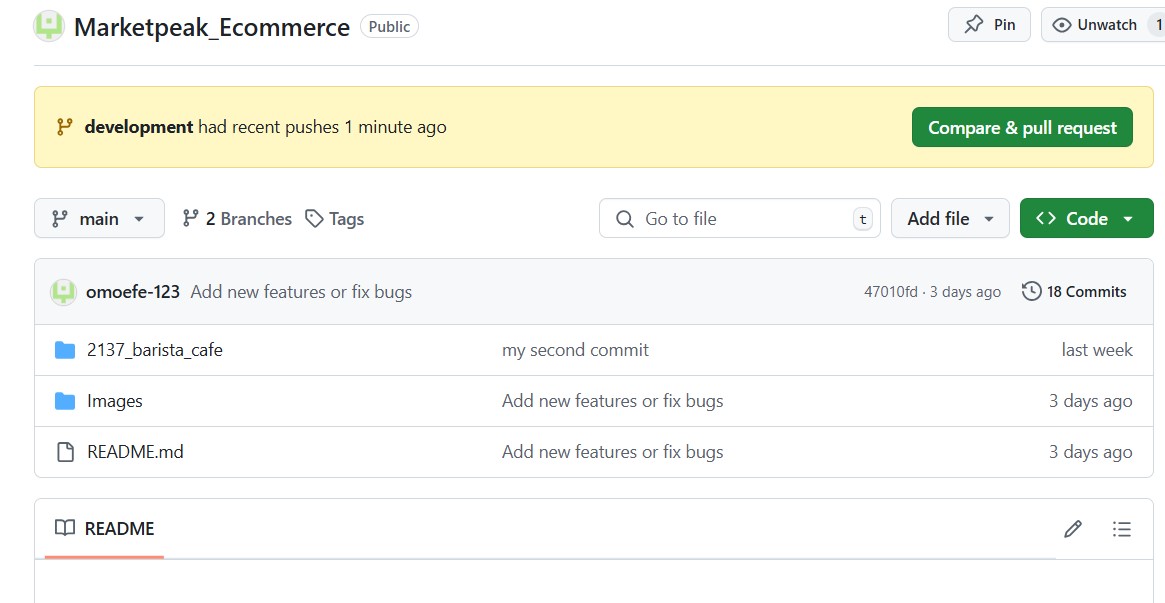 Marketpeak_Ecommerce Public Pin Unwatch 1
development had recent pushes 1 minute ago Compare & pull request
main 2 Branches Tags Go to file t Add file Code
omoefe-123 Add new features or fix bugs 47010fd · 3 days ago 18 Commits
2137_barista_cafe my second commit last week
Images Add new features or fix bugs 3 days ago
README.md Add new features or fix bugs 3 days ago
README